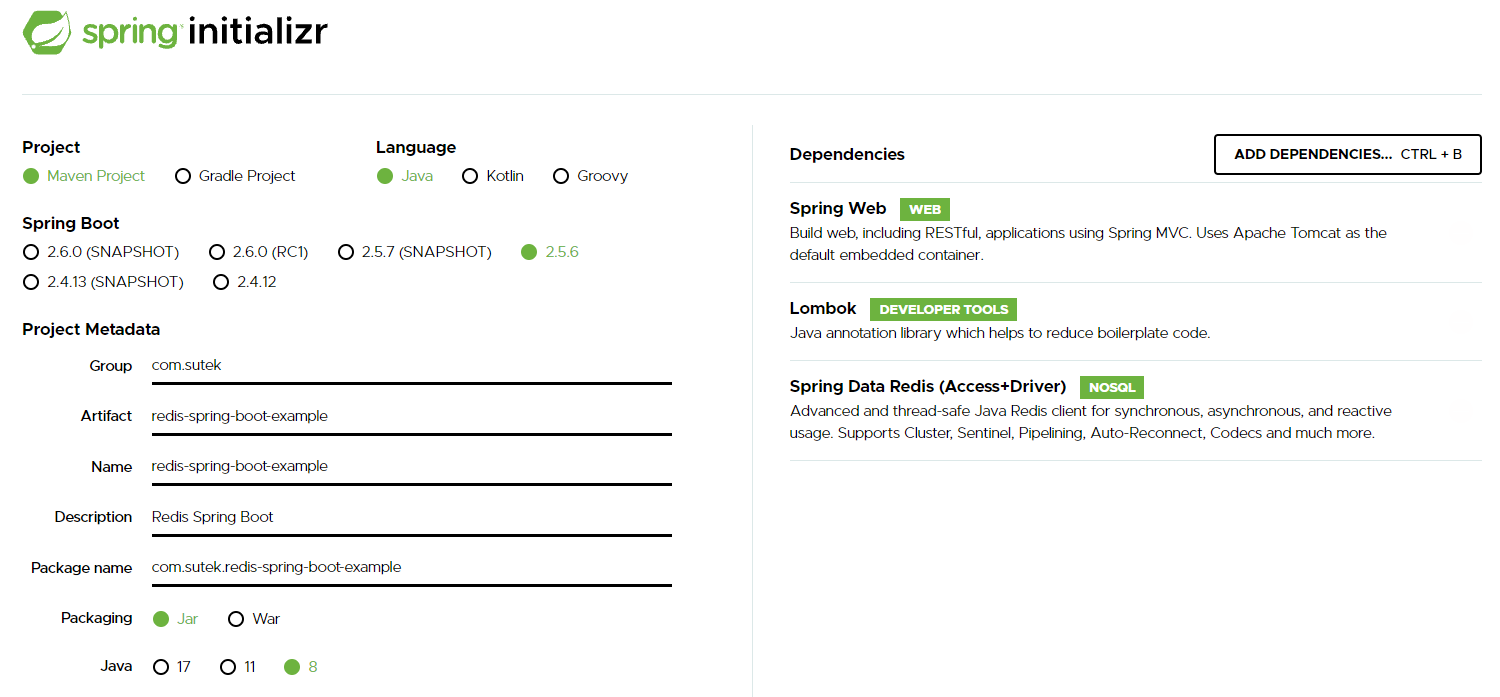 spring initializr
Project
Maven Project Gradle Project
Language
Java Kotlin Groovy
Spring Boot
2.6.0 (SNAPSHOT) 2.6.0 (RC1) 2.5.7 (SNAPSHOT) 2.5.6
2.4.13 (SNAPSHOT) 2.4.12
Project Metadata
Group com.sutek
Artifact redis-spring-boot-example
Name redis-spring-boot-example
Description Redis Spring Boot
Package name com.sutek.redis-spring-boot-example
Packaging Jar War
Java 17 11 8
Dependencies ADD DEPENDENCIES... CTRL + B
Spring Web WEB
Build web, including RESTful, applications using Spring MVC. Uses Apache Tomcat as the
default embedded container.
Lombok DEVELOPER TOOLS
Java annotation library which helps to reduce boilerplate code.
Spring Data Redis (Access+Driver) NOSQL
Advanced and thread-safe Java Redis client for synchronous, asynchronous, and reactive
usage. Supports Cluster, Sentinel, Pipelining, Auto-Reconnect, Codecs and much more.